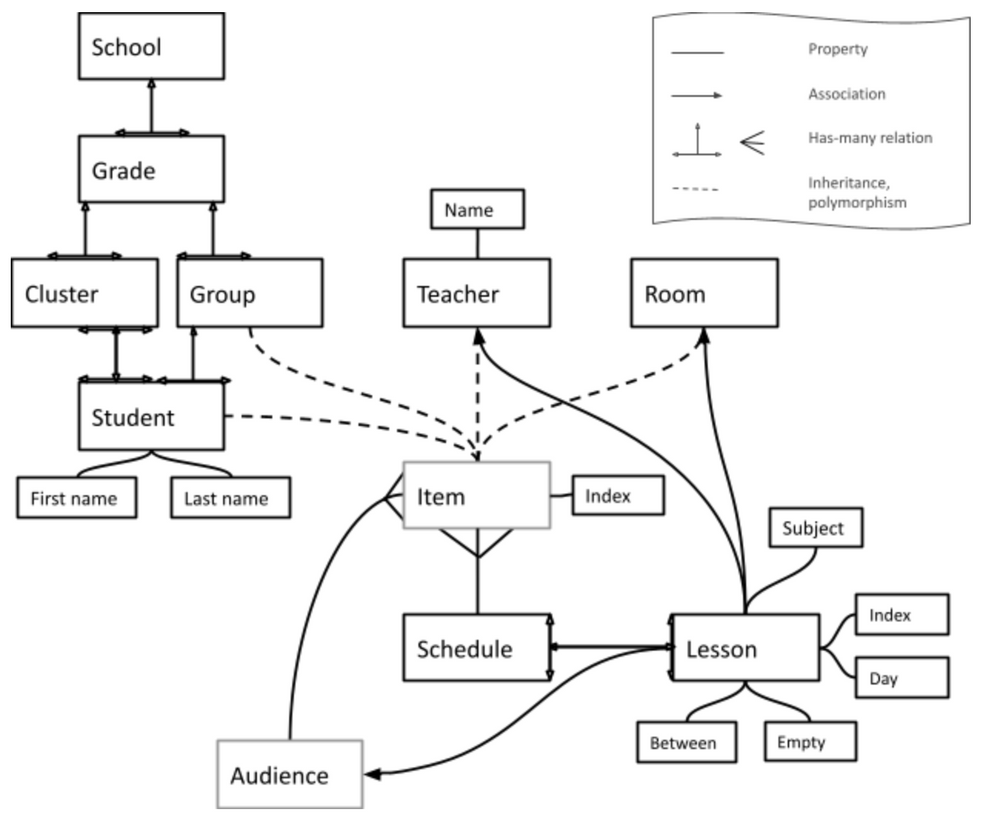 School
Property
Association
Has-many relation
Inheritance,
polymorphism
Grade
Name
Cluster
Group
Teacher
Room
Student
First name
Last name
Item
Index
Subject
Schedule
Lesson
Index
Day
Between
Empty
Audience